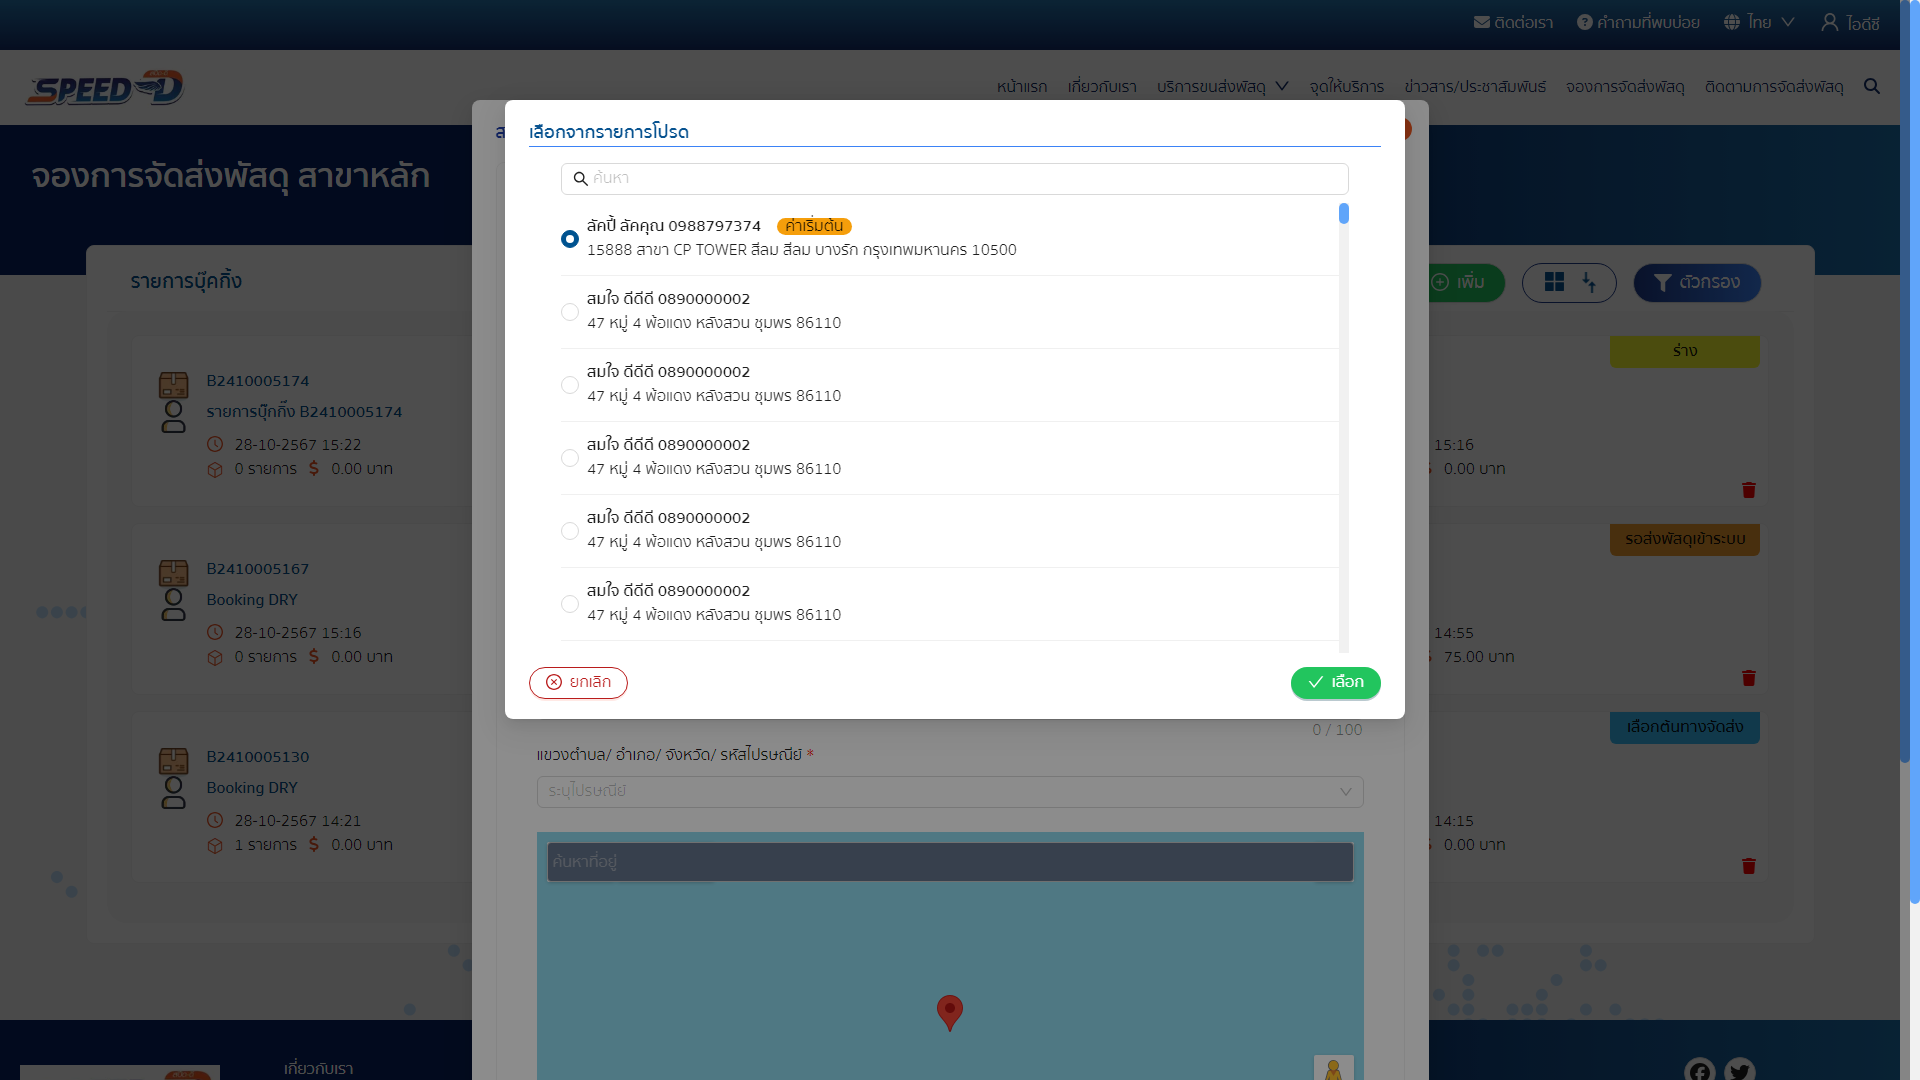 ติดต่อเรา
คำถามที่พบบ่อย
ไทย
ไอดีซี
SPEED D
หน้าแรก
เกี่ยวกับเรา
บริการขนส่งพัสดุ
จุดให้บริการ
ข่าวสาร/ประชาสัมพันธ์
จองการจัดส่งพัสดุ
ติดตามการจัดส่งพัสดุ
จองการจัดส่งพัสดุ สาขาหลัก
ส
เลือกจากรายการโปรด
ค้นหา
ลัคปี้ ลัคคุณ 0988797374 ค่าเริ่มต้น
15888 สาขา CP TOWER สีลม สีลม บางรัก กรุงเทพมหานคร 10500
สมใจ ดีดีดี 0890000002
47 หมู่ 4 พ้อแดง หลังสวน ชุมพร 86110
สมใจ ดีดีดี 0890000002
47 หมู่ 4 พ้อแดง หลังสวน ชุมพร 86110
สมใจ ดีดีดี 0890000002
47 หมู่ 4 พ้อแดง หลังสวน ชุมพร 86110
สมใจ ดีดีดี 0890000002
47 หมู่ 4 พ้อแดง หลังสวน ชุมพร 86110
สมใจ ดีดีดี 0890000002
47 หมู่ 4 พ้อแดง หลังสวน ชุมพร 86110
ยกเลิก
เลือก
รายการบุ๊คกิ้ง
เพิ่ม
ตัวกรอง
B2410005174
รายการบุ๊กกิ๊ง B2410005174
28-10-2567 15:22
0 รายการ $ 0.00 บาท
ร่าง
15:16
0.00 บาท
B2410005167
Booking DRY
28-10-2567 15:16
0 รายการ $ 0.00 บาท
รอส่งพัสดุเข้าระบบ
14:55
75.00 บาท
B2410005130
Booking DRY
28-10-2567 14:21
1 รายการ $ 0.00 บาท
เลือกต้นทางจัดส่ง
14:15
0.00 บาท
0 / 100
แขวงตำบล/ อำเภอ/ จังหวัด/ รหัสไปรษณีย์ *
ระบุไปรษณีย์
ค้นหาที่อยู่
เกี่ยวกับเรา